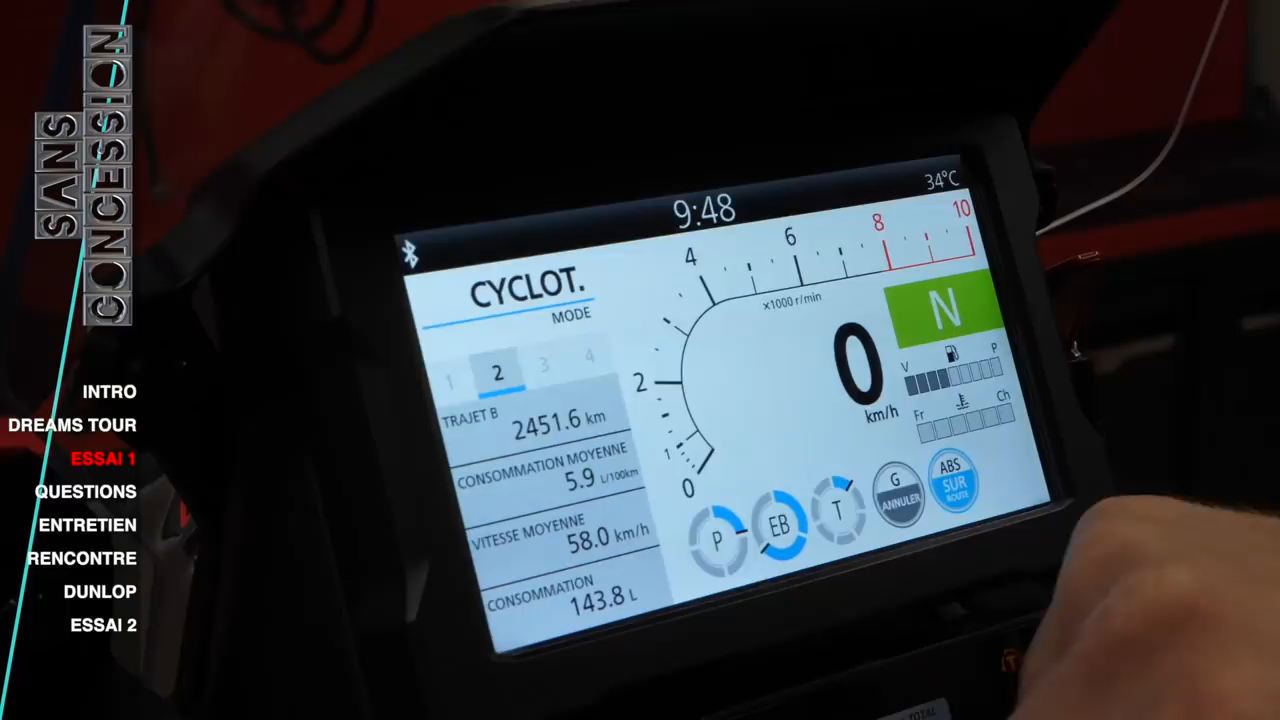 SANS
CONCESSION
INTRO
DREAMS TOUR
ESSAI 1
QUESTIONS
ENTRETIEN
RENCONTRE
DUNLOP
ESSAI 2
9:48
34°C
CYCLOT.
MODE
1 2 3 4
TRAJET B
2451.6 km
CONSOMMATION MOYENNE
5.9 L/100km
VITESSE MOYENNE
58.0 km/h
CONSOMMATION
143.8 L
0 1 2 4 6 8 10
x1000 r/min
0
km/h
N
V P
Fr Ch
P
EB
T
G
ANNULER
ABS
SUR
ROUTE
TOTAL